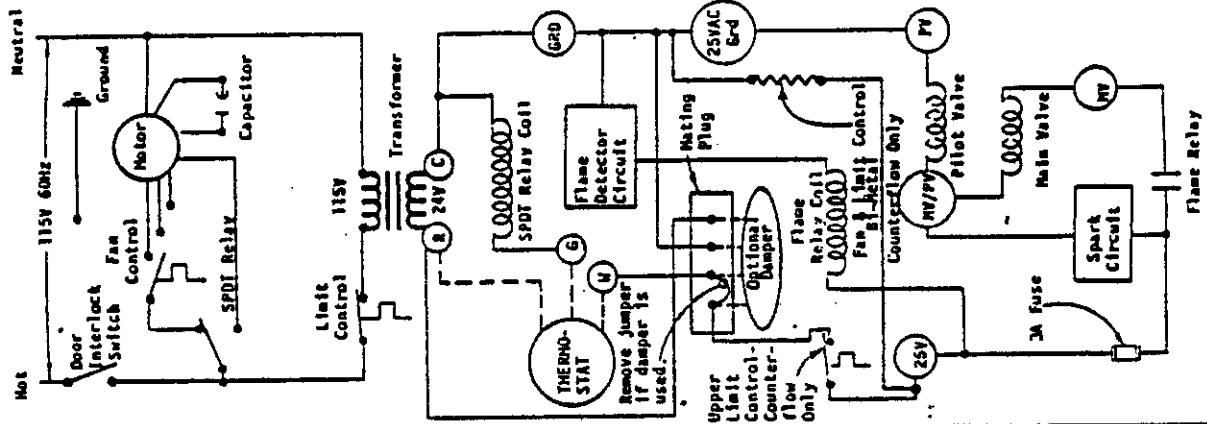 Hot
Neutral
115V 60Hz
Door
Interlock
Switch
Ground
Fan
Control
Motor
Capacitor
SPDT Relay
Limit
Control
115V
Transformer
24V
R
C
SPDT Relay Coil
G
W
THERMO-
STAT
GRD
Flame
Detector
Circuit
Mating
Plug
Remove jumper
if damper is
used.
Optional
Damper
25VAC
Grd
Upper
Limit
Control-
Counter-
flow
Only
Flame
Relay Coil
Fan & Limit Control
Bi-Metal
Counterflow Only
25V
MV/PV
PV
Pilot Valve
Main Valve
MV
3A Fuse
Spark
Circuit
Flame Relay